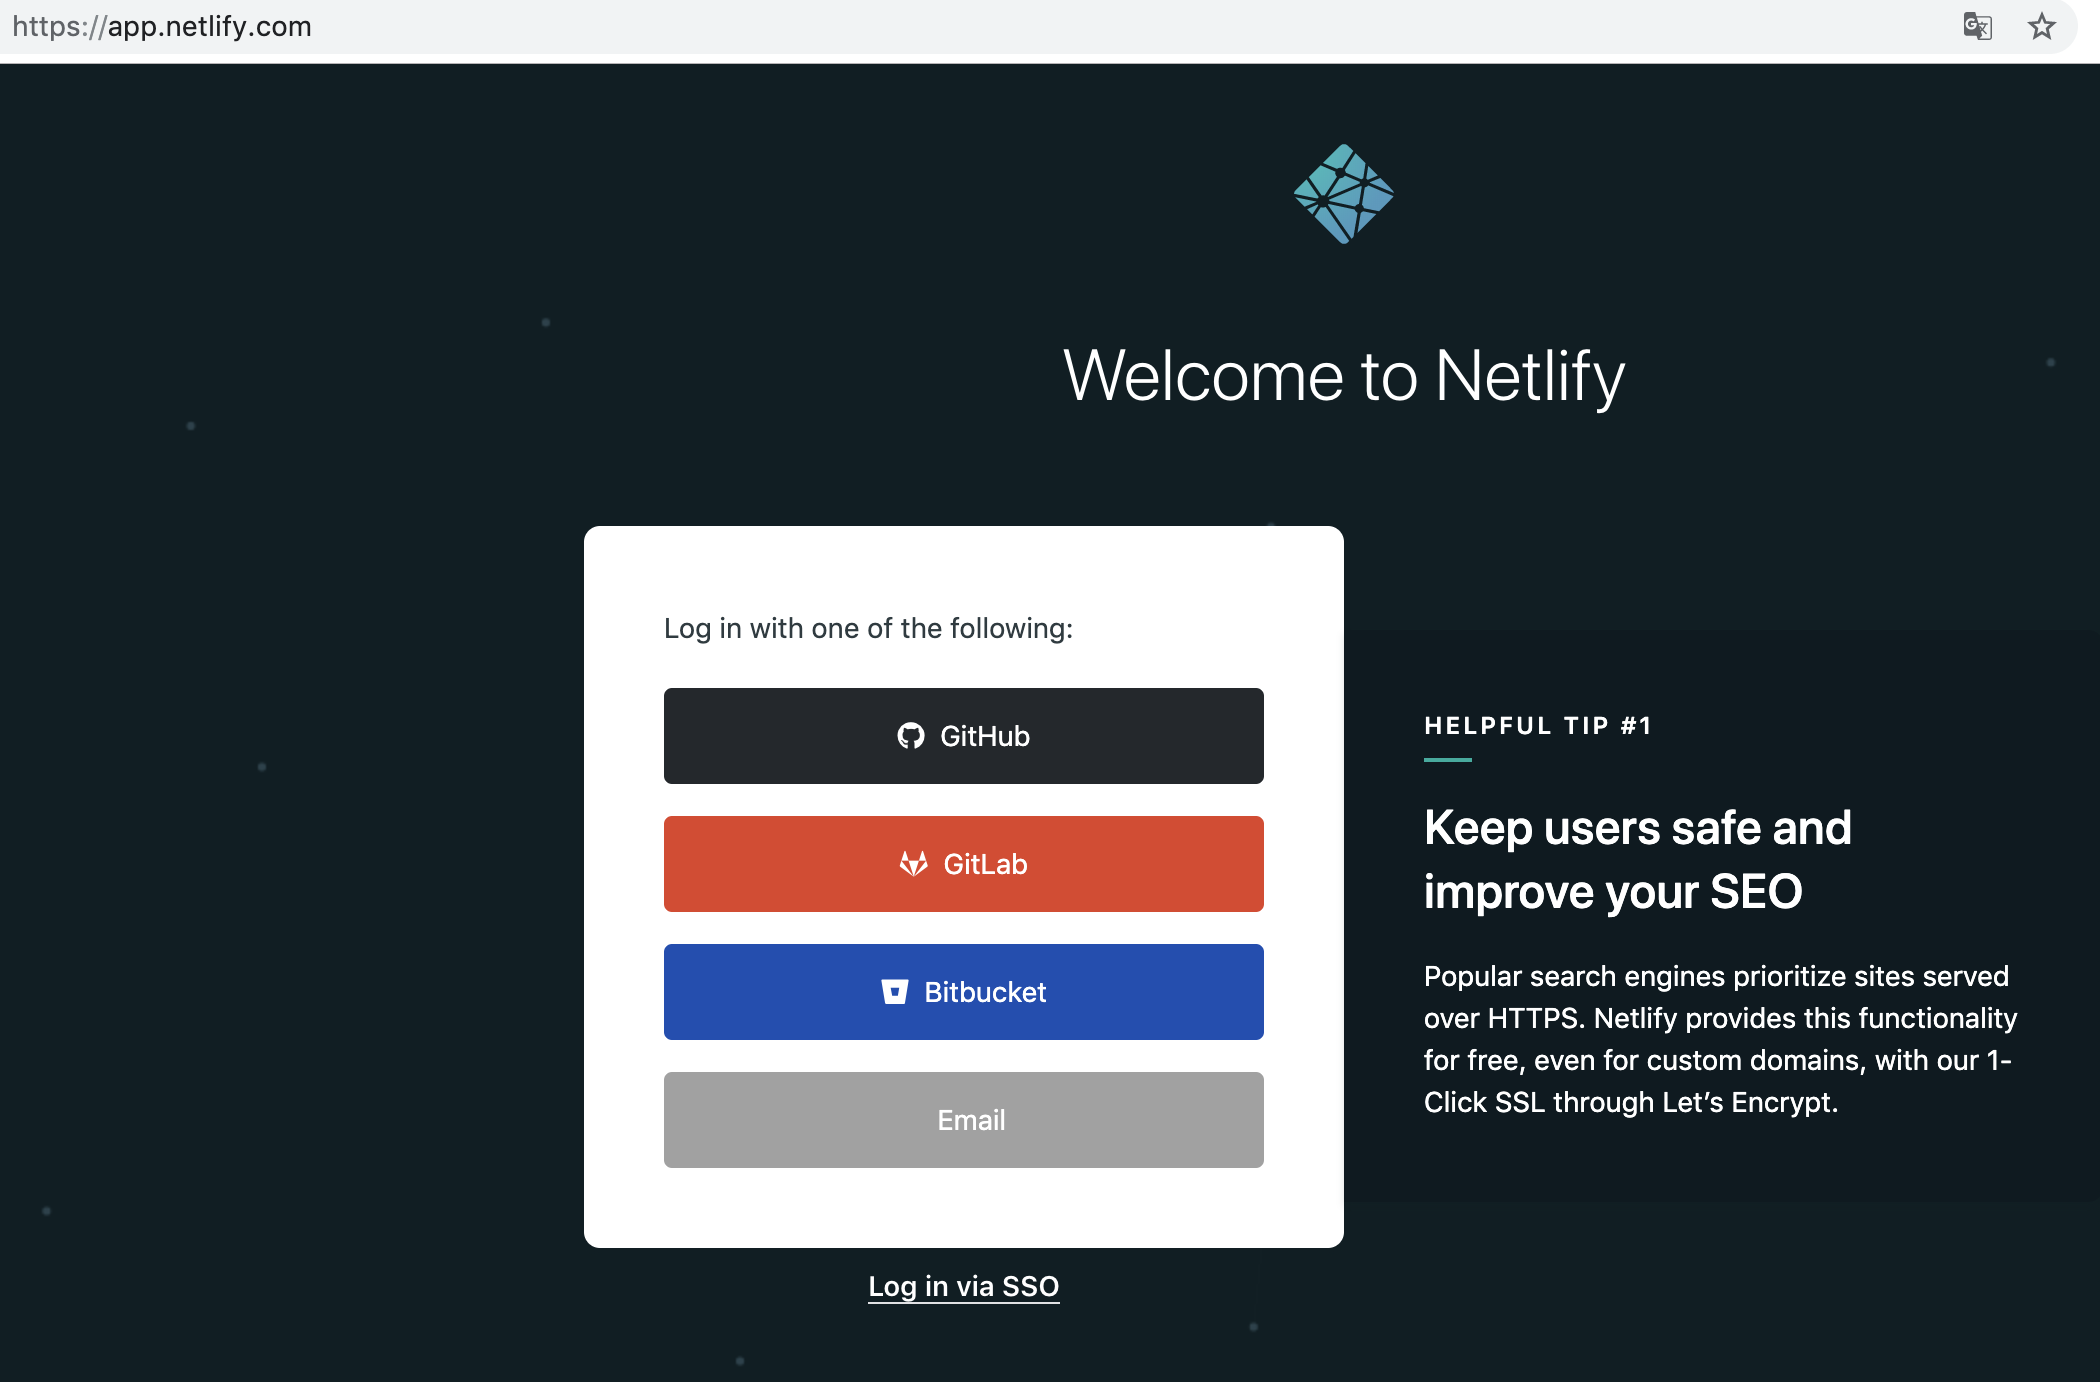 https://app.netlify.com
Welcome to Netlify
Log in with one of the following:
GitHub
GitLab
Bitbucket
Email
Log in via SSO
HELPFUL TIP #1
Keep users safe and
improve your SEO
Popular search engines prioritize sites served
over HTTPS. Netlify provides this functionality
for free, even for custom domains, with our 1-
Click SSL through Let’s Encrypt.